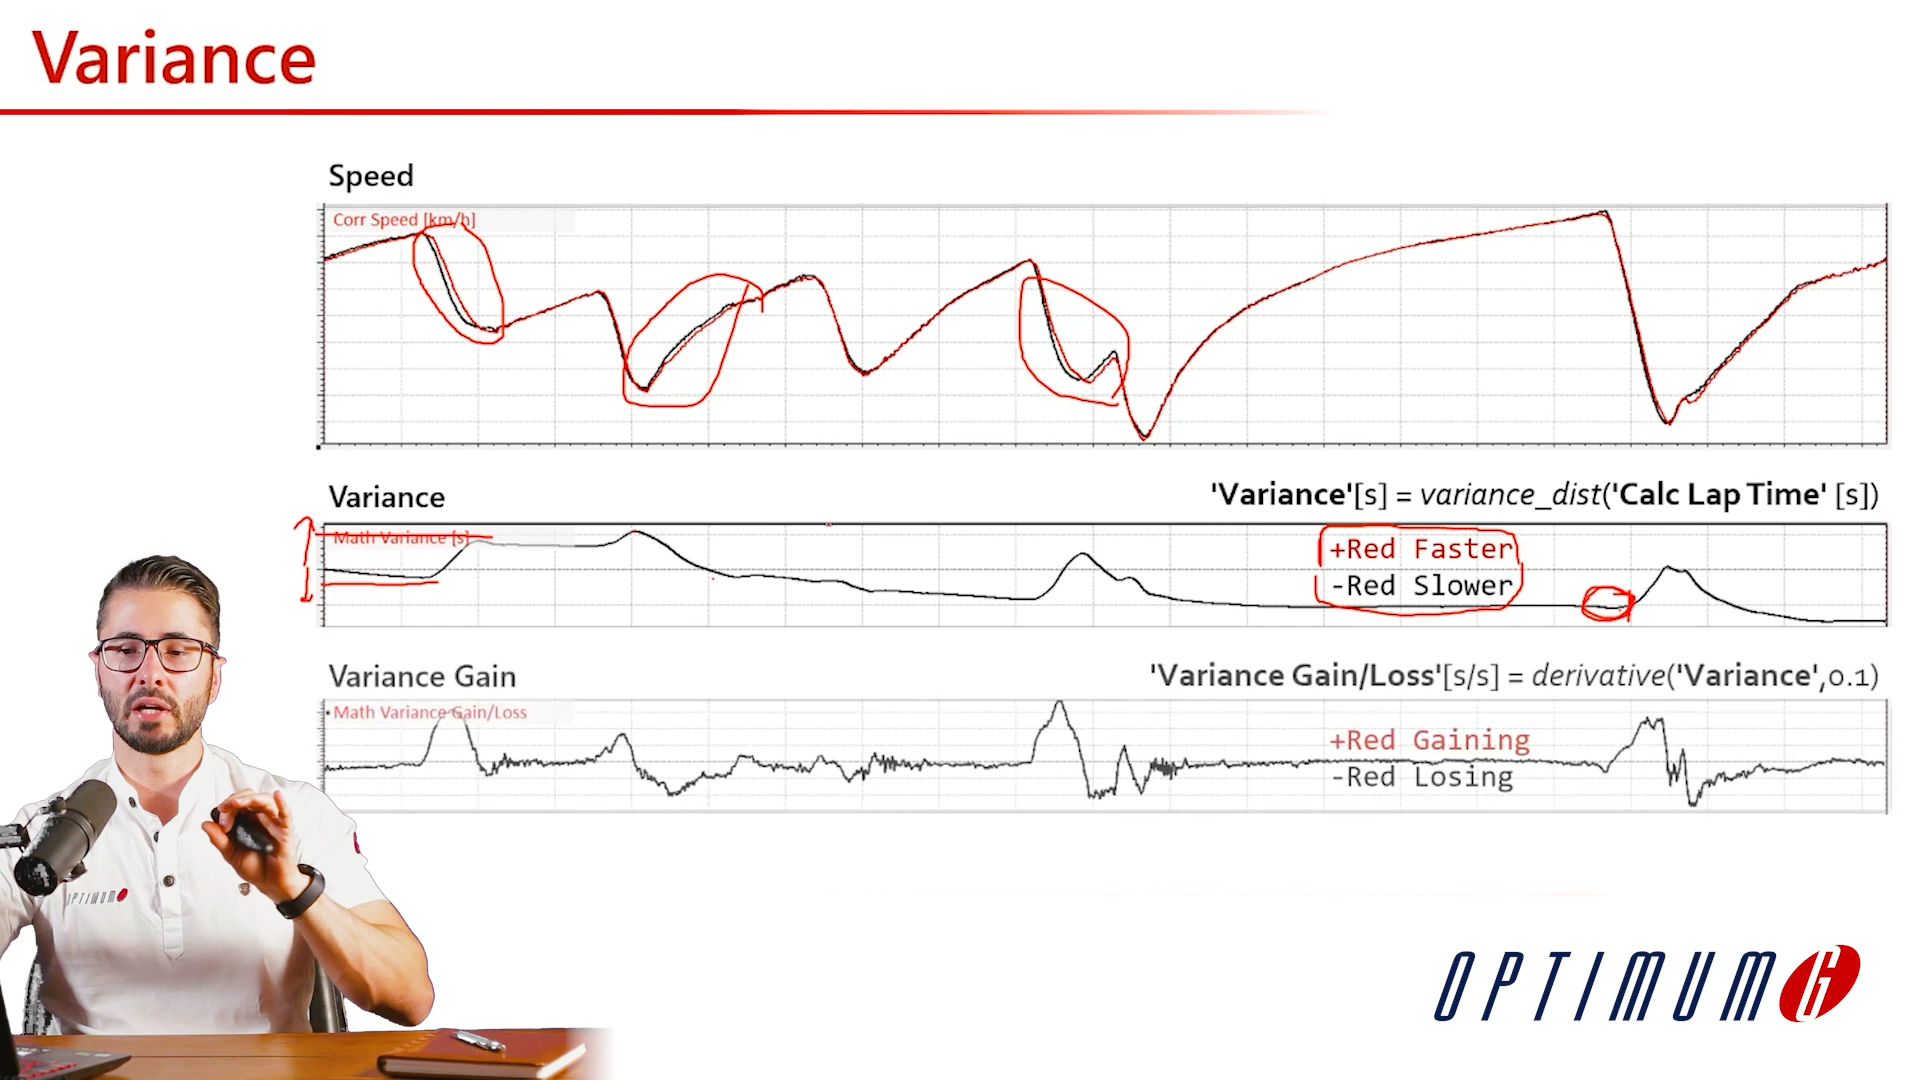 Variance
Speed
Corr Speed [km/h]
Variance
'Variance'[s] = variance_dist('Calc Lap Time' [s])
Math Variance [s]
+Red Faster
-Red Slower
Variance Gain
'Variance Gain/Loss'[s/s] = derivative('Variance',0.1)
Math Variance Gain/Loss
+Red Gaining
-Red Losing
OPTIMUM
OPTIMUM G